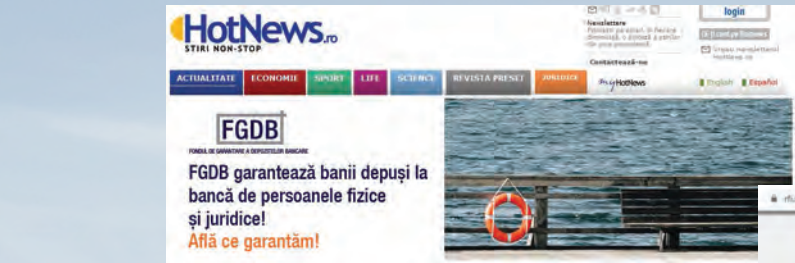 HotNews.ro
STIRI NON-STOP
Newslettere
Contactează-ne
MyHotNews
login
English Español
ACTUALITATE ECONOMIE SPORT LIFE SCIENCE REVISTA PRESEI JURIDICE
FGDB
FONDUL DE GARANTARE A DEPOZITELOR BANCARE
FGDB garantează banii depuși la
bancă de persoanele fizice
și juridice!
Află ce garantăm!